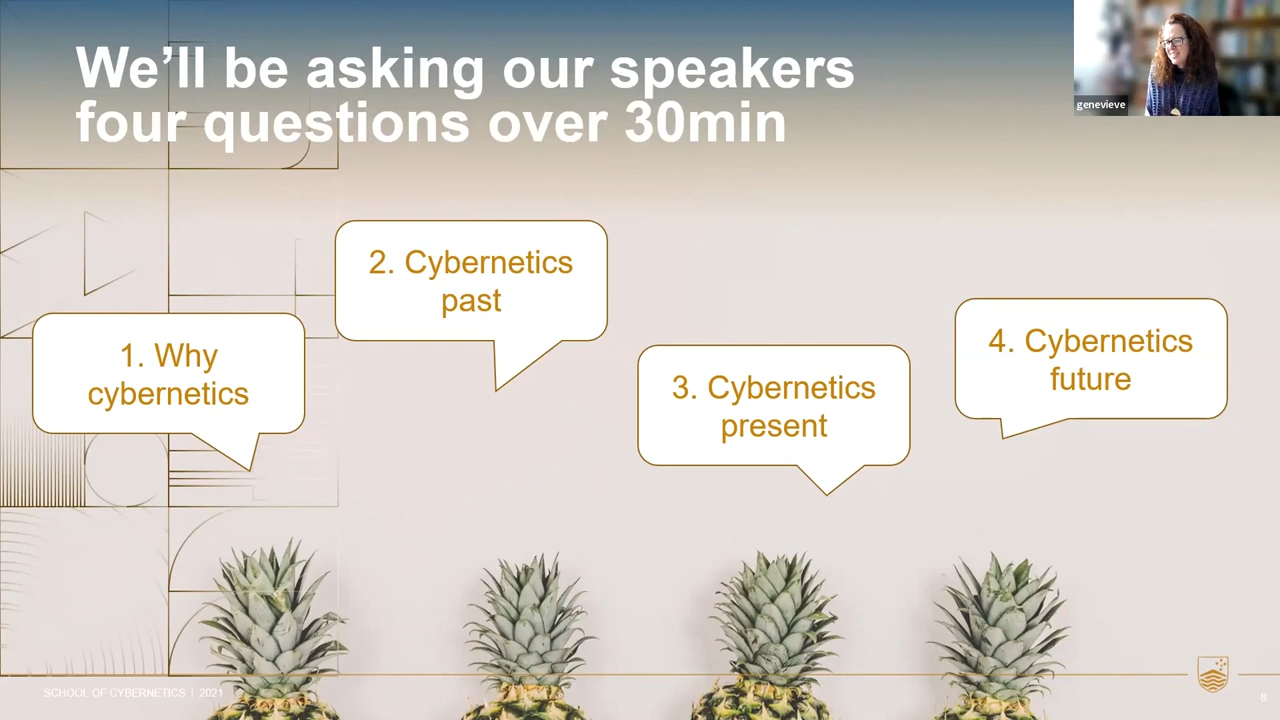 We’ll be asking our speakers
four questions over 30min
genevieve
2. Cybernetics
past
4. Cybernetics
future
1. Why
cybernetics
3. Cybernetics
present
SCHOOL OF CYBERNETICS | 2021
8